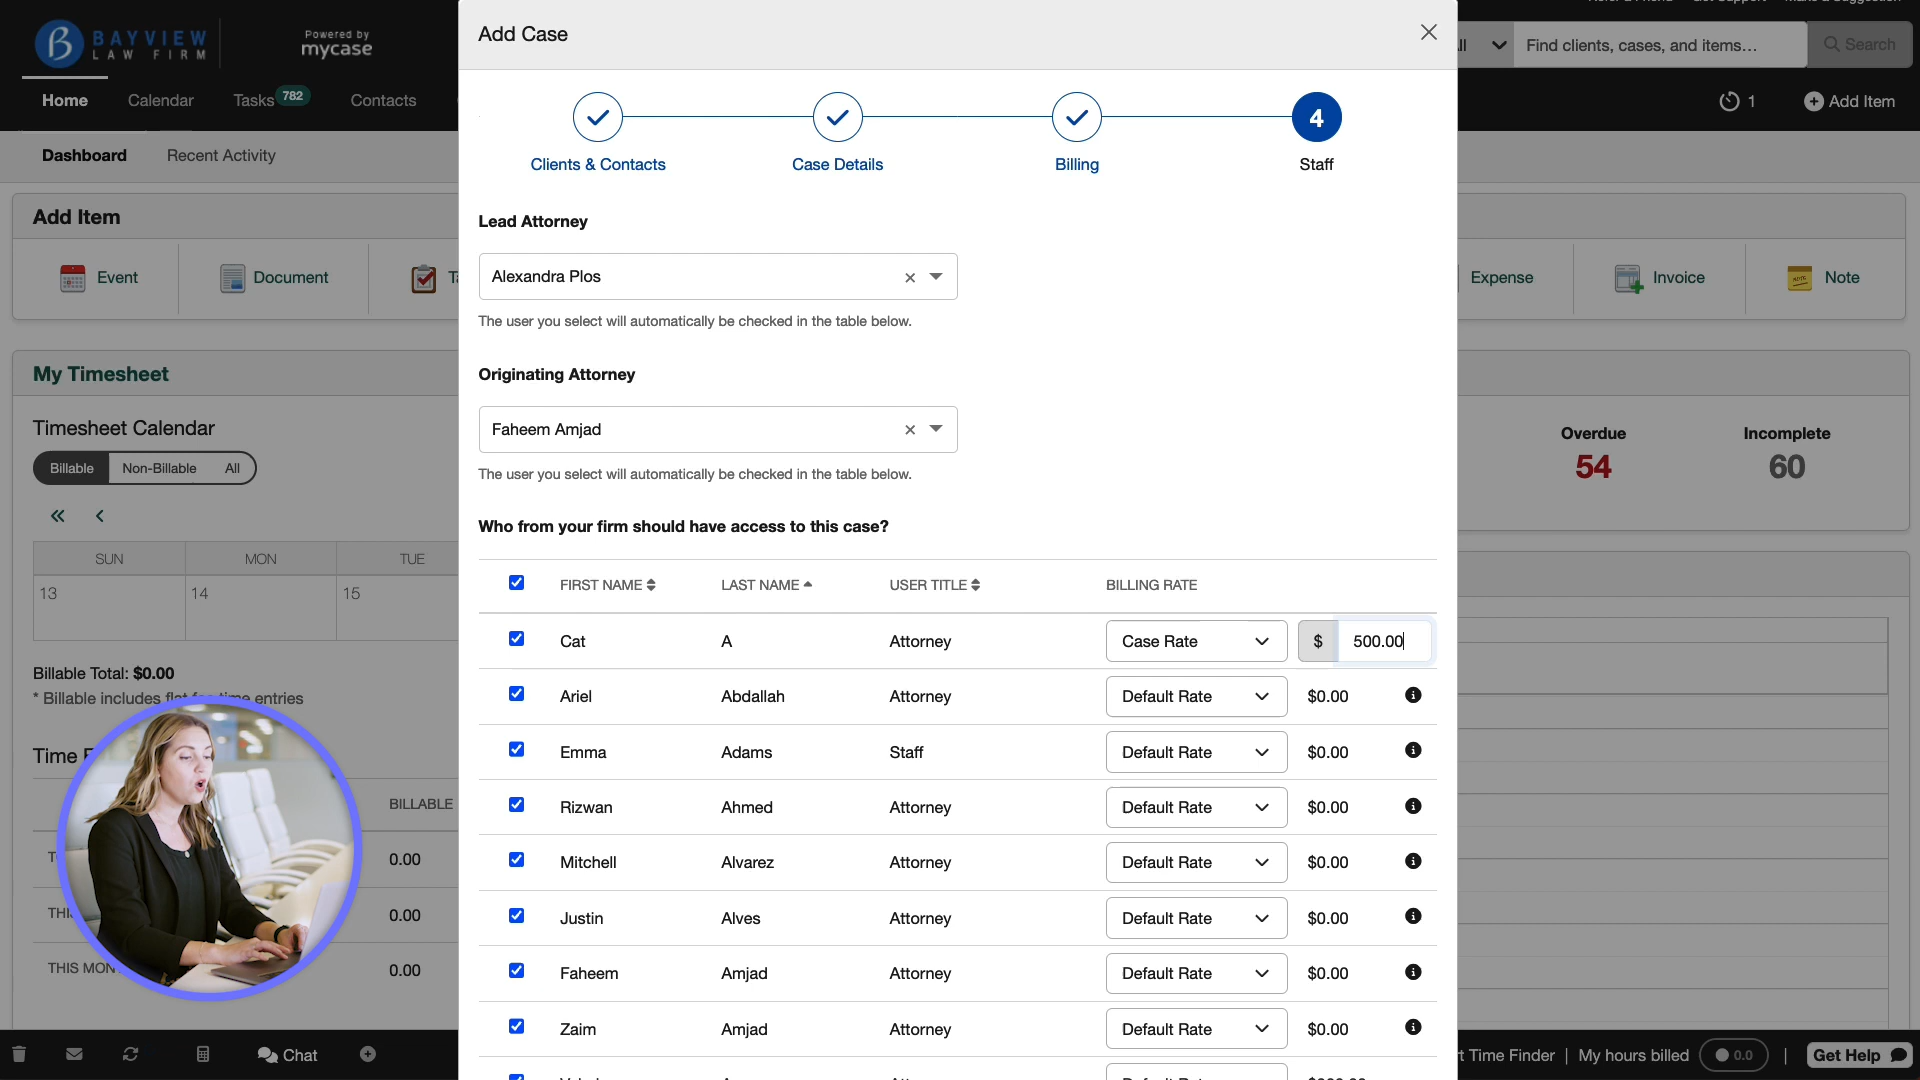 BAYVIEW
LAW FIRM
Powered by
mycase
Home
Calendar
Tasks 782
Contacts
Dashboard
Recent Activity
Add Item
Event
Document
My Timesheet
Timesheet Calendar
Billable
Non-Billable
All
SUN
MON
TUE
13
14
15
Billable Total: $0.00
* Billable includes flat fee time entries
Time
BILLABLE
0.00
0.00
THIS MON
0.00
Chat
Add Case
Clients & Contacts
Case Details
Billing
4
Staff
Lead Attorney
Alexandra Plos
The user you select will automatically be checked in the table below.
Originating Attorney
Faheem Amjad
The user you select will automatically be checked in the table below.
Who from your firm should have access to this case?
FIRST NAME LAST NAME USER TITLE BILLING RATE
Cat A Attorney Case Rate $ 500.00
Ariel Abdallah Attorney Default Rate $0.00
Emma Adams Staff Default Rate $0.00
Rizwan Ahmed Attorney Default Rate $0.00
Mitchell Alvarez Attorney Default Rate $0.00
Justin Alves Attorney Default Rate $0.00
Faheem Amjad Attorney Default Rate $0.00
Zaim Amjad Attorney Default Rate $0.00
Find clients, cases, and items...
Search
1
Add Item
Expense
Invoice
NOTE
Note
Overdue
54
Incomplete
60
Time Finder | My hours billed 0.0 |
Get Help